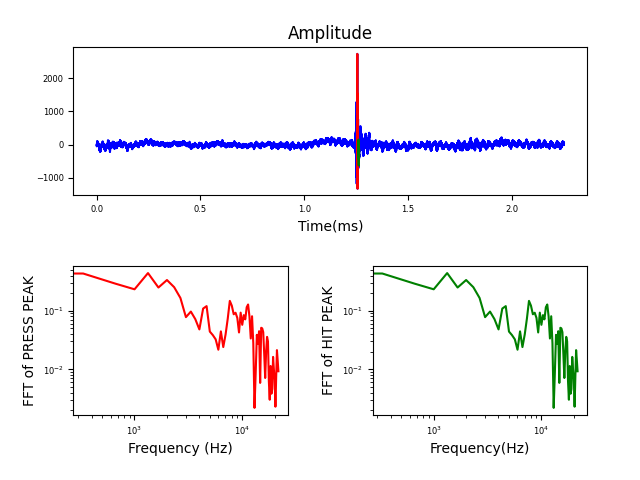 Amplitude
2000
1000
0
−1000
0.0 0.5 1.0 1.5 2.0
Time(ms)
FFT of PRESS PEAK
10⁻¹
10⁻²
10³ 10⁴
Frequency (Hz)
FFT of HIT PEAK
10⁻¹
10⁻²
10³ 10⁴
Frequency(Hz)